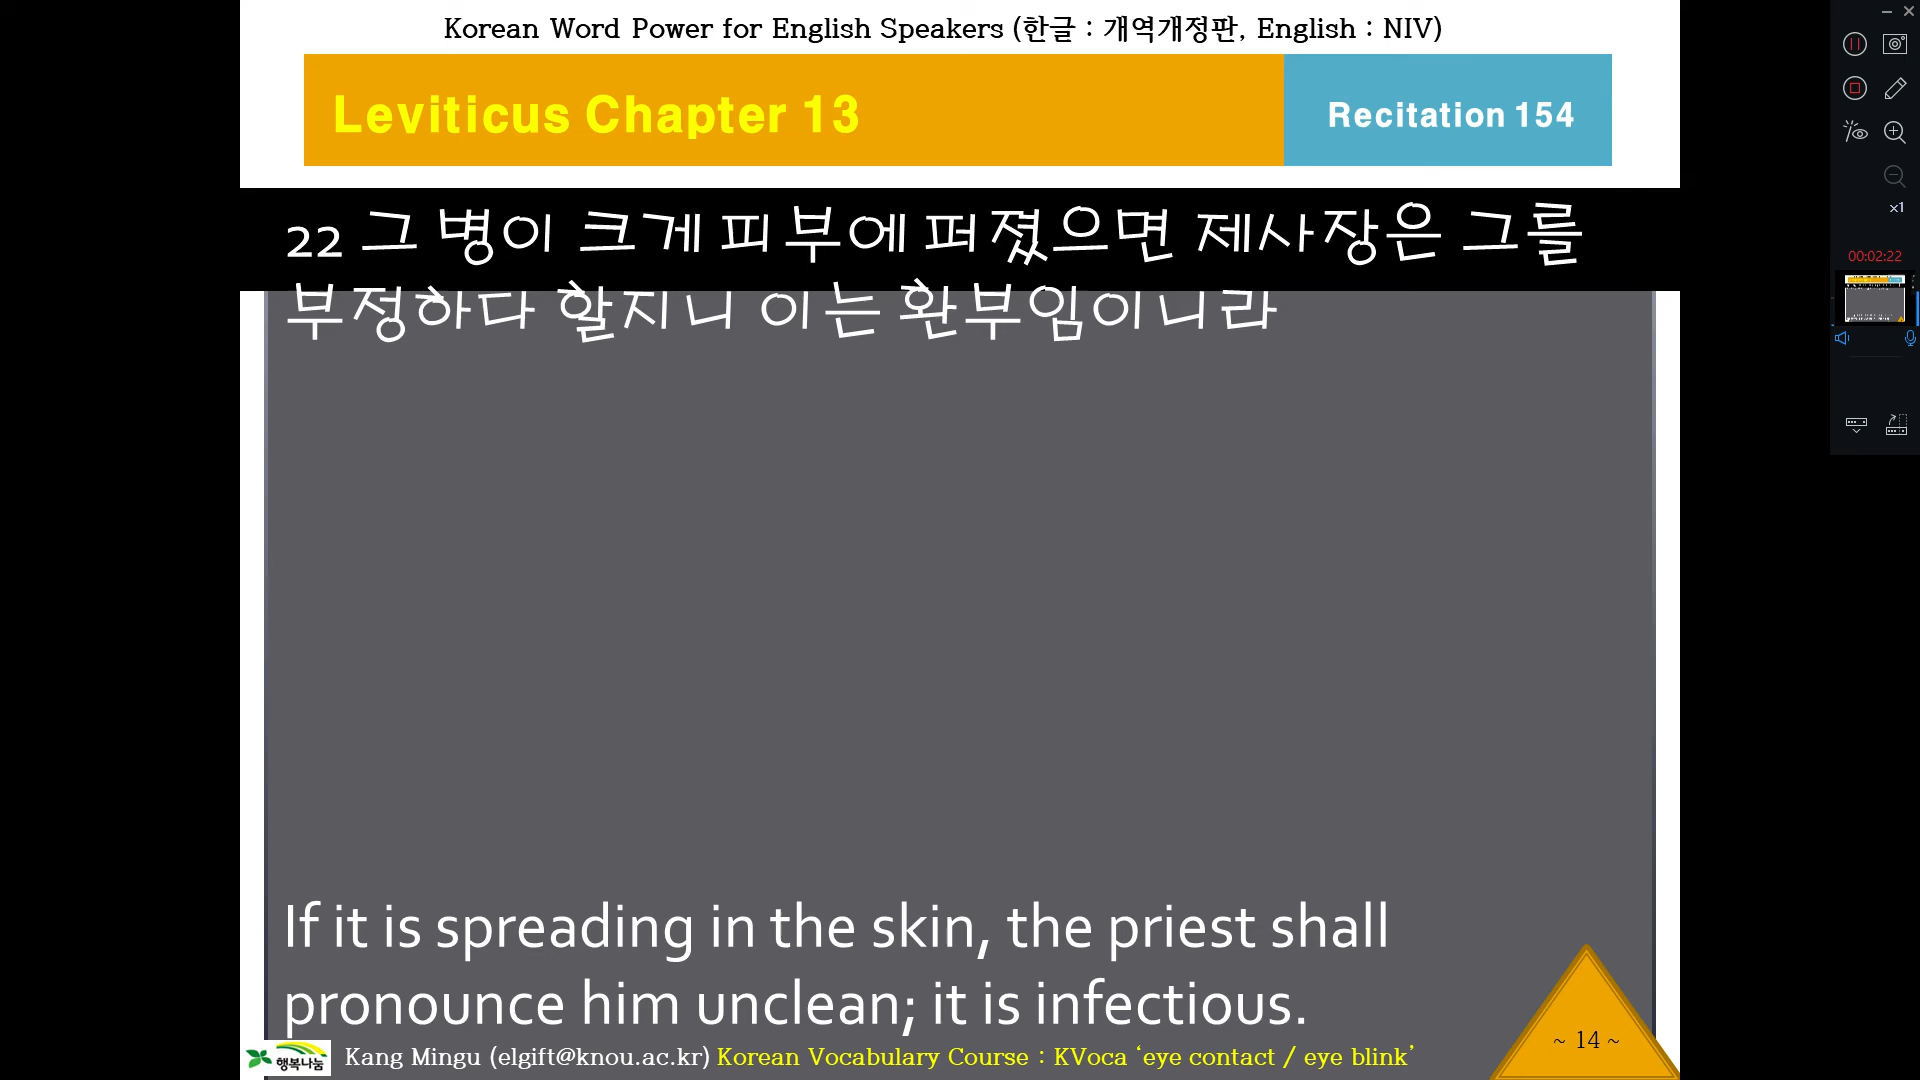 Korean Word Power for English Speakers (한글 : 개역개정판, English : NIV)
Leviticus Chapter 13
Recitation 154
22 그 병이 크게 피부에 퍼졌으면 제사장은 그를
부정하다 할지니 이는 환부임이니라
x1
00:02:22
If it is spreading in the skin, the priest shall
pronounce him unclean; it is infectious.
~ 14 ~
행복나눔
Kang Mingu (elgift@knou.ac.kr) Korean Vocabulary Course : KVoca ‘eye contact / eye blink’